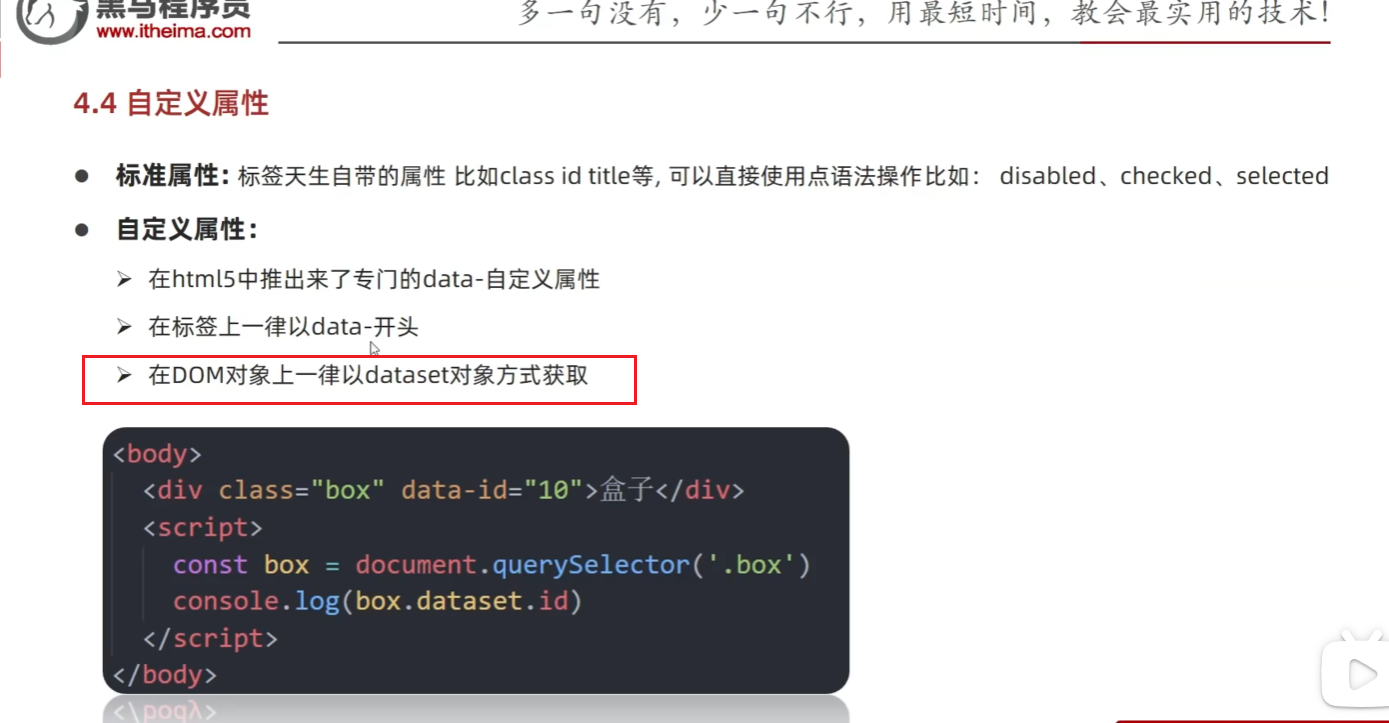 黑马程序员
www.itheima.com
多一句没有，少一句不行，用最短时间，教会最实用的技术！
4.4 自定义属性
● 标准属性: 标签天生自带的属性 比如class id title等, 可以直接使用点语法操作比如： disabled、checked、selected
● 自定义属性：
➢ 在html5中推出来了专门的data-自定义属性
➢ 在标签上一律以data-开头
➢ 在DOM对象上一律以dataset对象方式获取
<body>
<div class="box" data-id="10">盒子</div>
<script>
const box = document.querySelector('.box')
console.log(box.dataset.id)
</script>
</body>